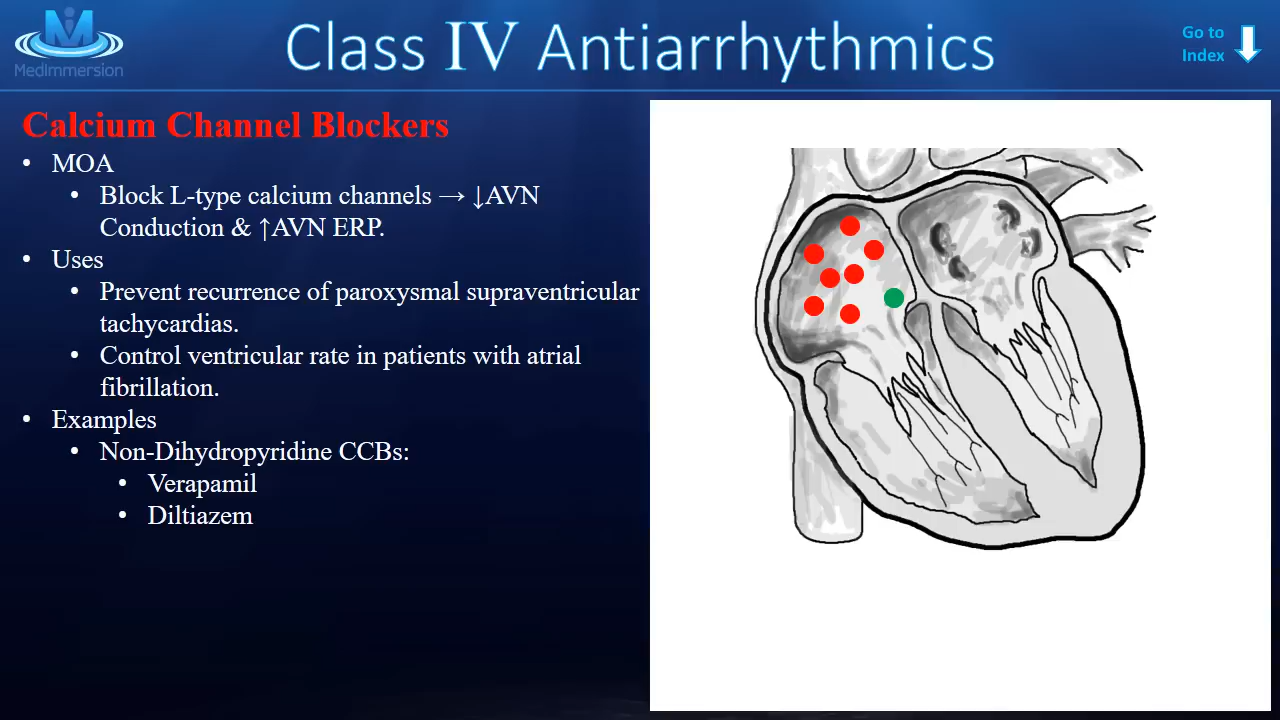 MedImmersion
Class IV Antiarrhythmics
Go to
Index
Calcium Channel Blockers
• MOA
• Block L-type calcium channels → ↓AVN
Conduction & ↑AVN ERP.
• Uses
• Prevent recurrence of paroxysmal supraventricular
tachycardias.
• Control ventricular rate in patients with atrial
fibrillation.
• Examples
• Non-Dihydropyridine CCBs:
• Verapamil
• Diltiazem